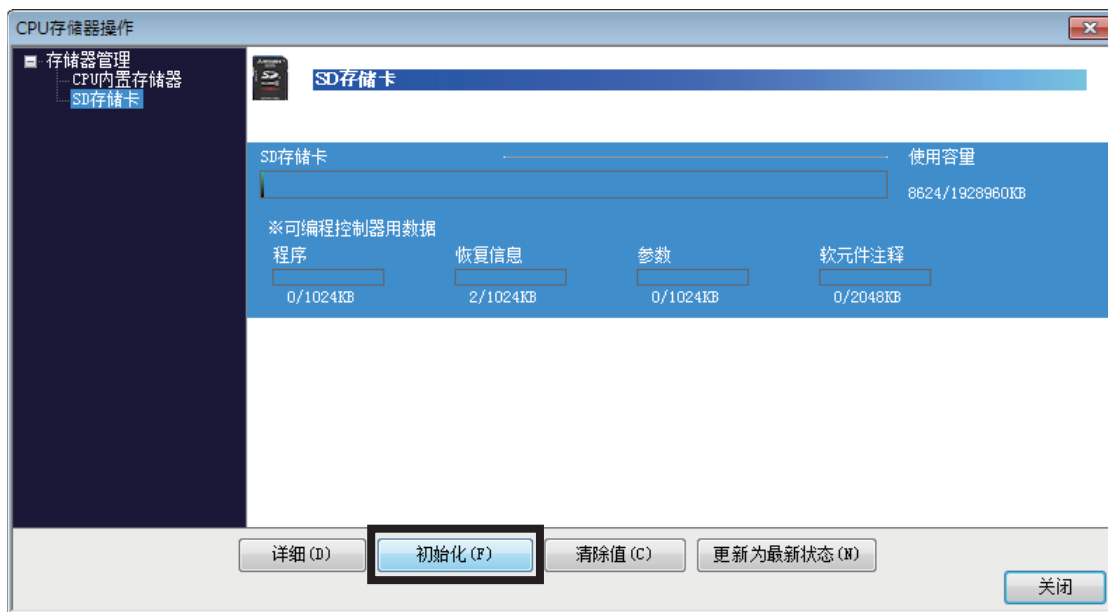 CPU存储器操作
存储器管理
CPU内置存储器
SD存储卡
SD存储卡
SD存储卡
使用容量
8624/1928960KB
※可编程控制器用数据
程序
恢复信息
参数
软元件注释
0/1024KB
2/1024KB
0/1024KB
0/2048KB
详细(D)
初始化(F)
清除值(C)
更新为最新状态(N)
关闭